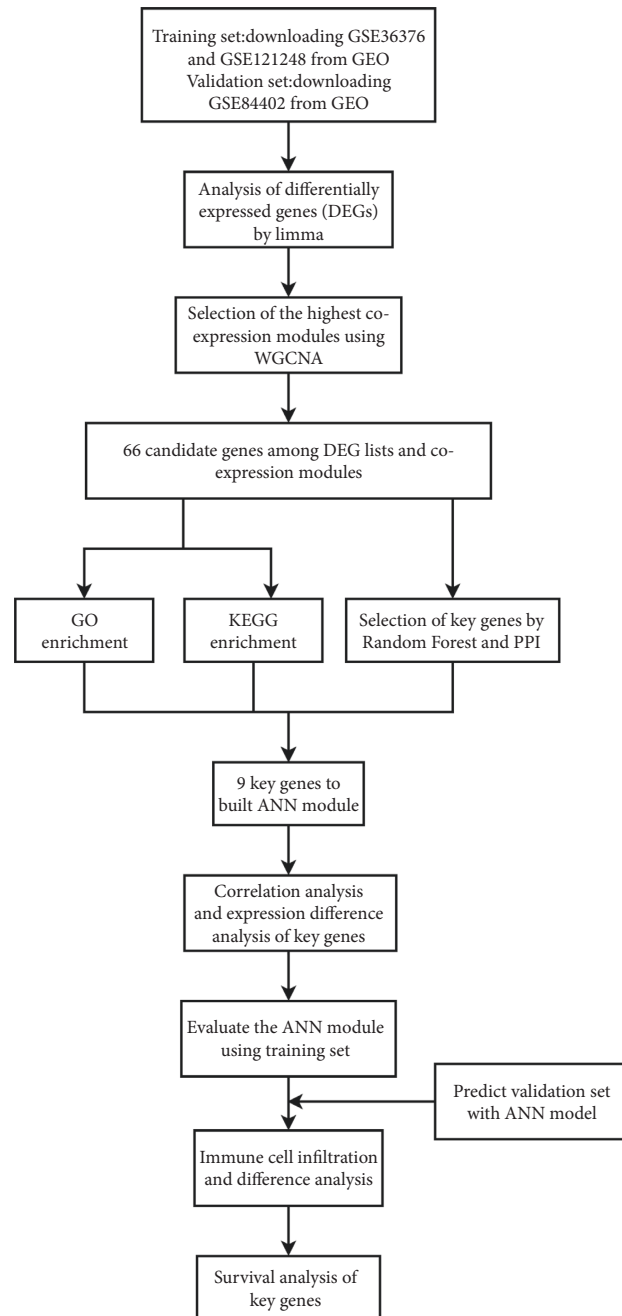 Training set:downloading GSE36376
and GSE121248 from GEO
Validation set:downloading
GSE84402 from GEO
Analysis of differentially
expressed genes (DEGs)
by limma
Selection of the highest co-
expression modules using
WGCNA
66 candidate genes among DEG lists and co-
expression modules
GO
enrichment
KEGG
enrichment
Selection of key genes by
Random Forest and PPI
9 key genes to
built ANN module
Correlation analysis
and expression difference
analysis of key genes
Evaluate the ANN module
using training set
Predict validation set
with ANN model
Immune cell infiltration
and difference analysis
Survival analysis of
key genes